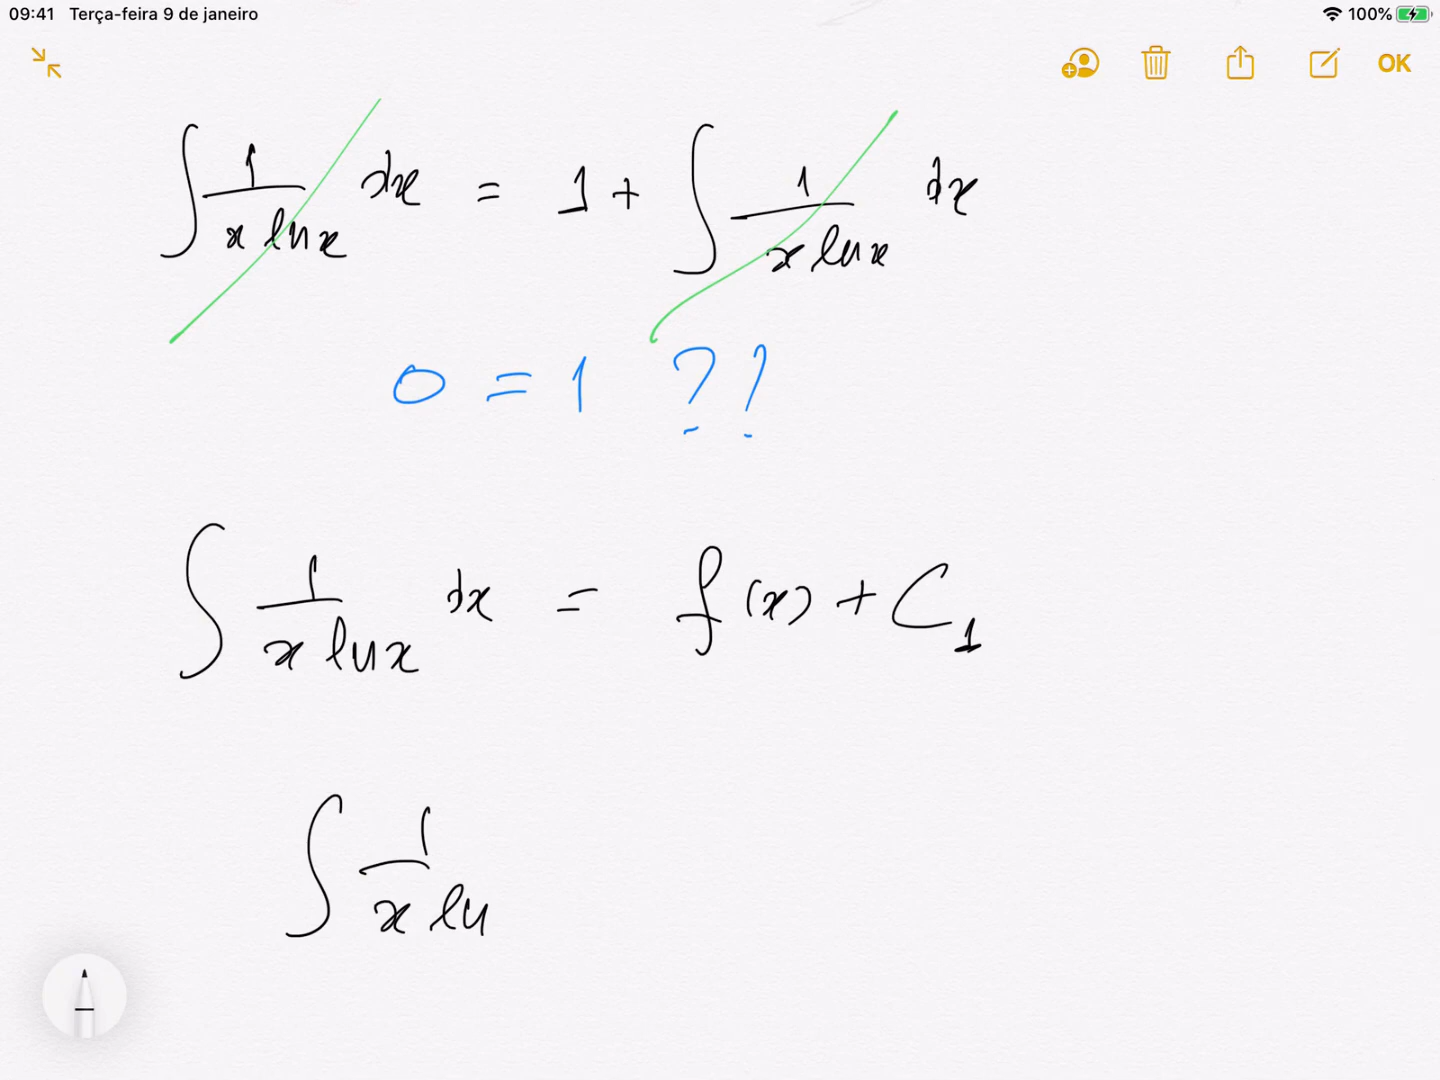 09:41 Terça-feira 9 de janeiro 100%
OK
∫ 1/(x ln x) dx = 1 + ∫ 1/(x ln x) dx
0 = 1 ?!
∫ 1/(x ln x) dx = f(x) + C₁
∫ 1/(x ln